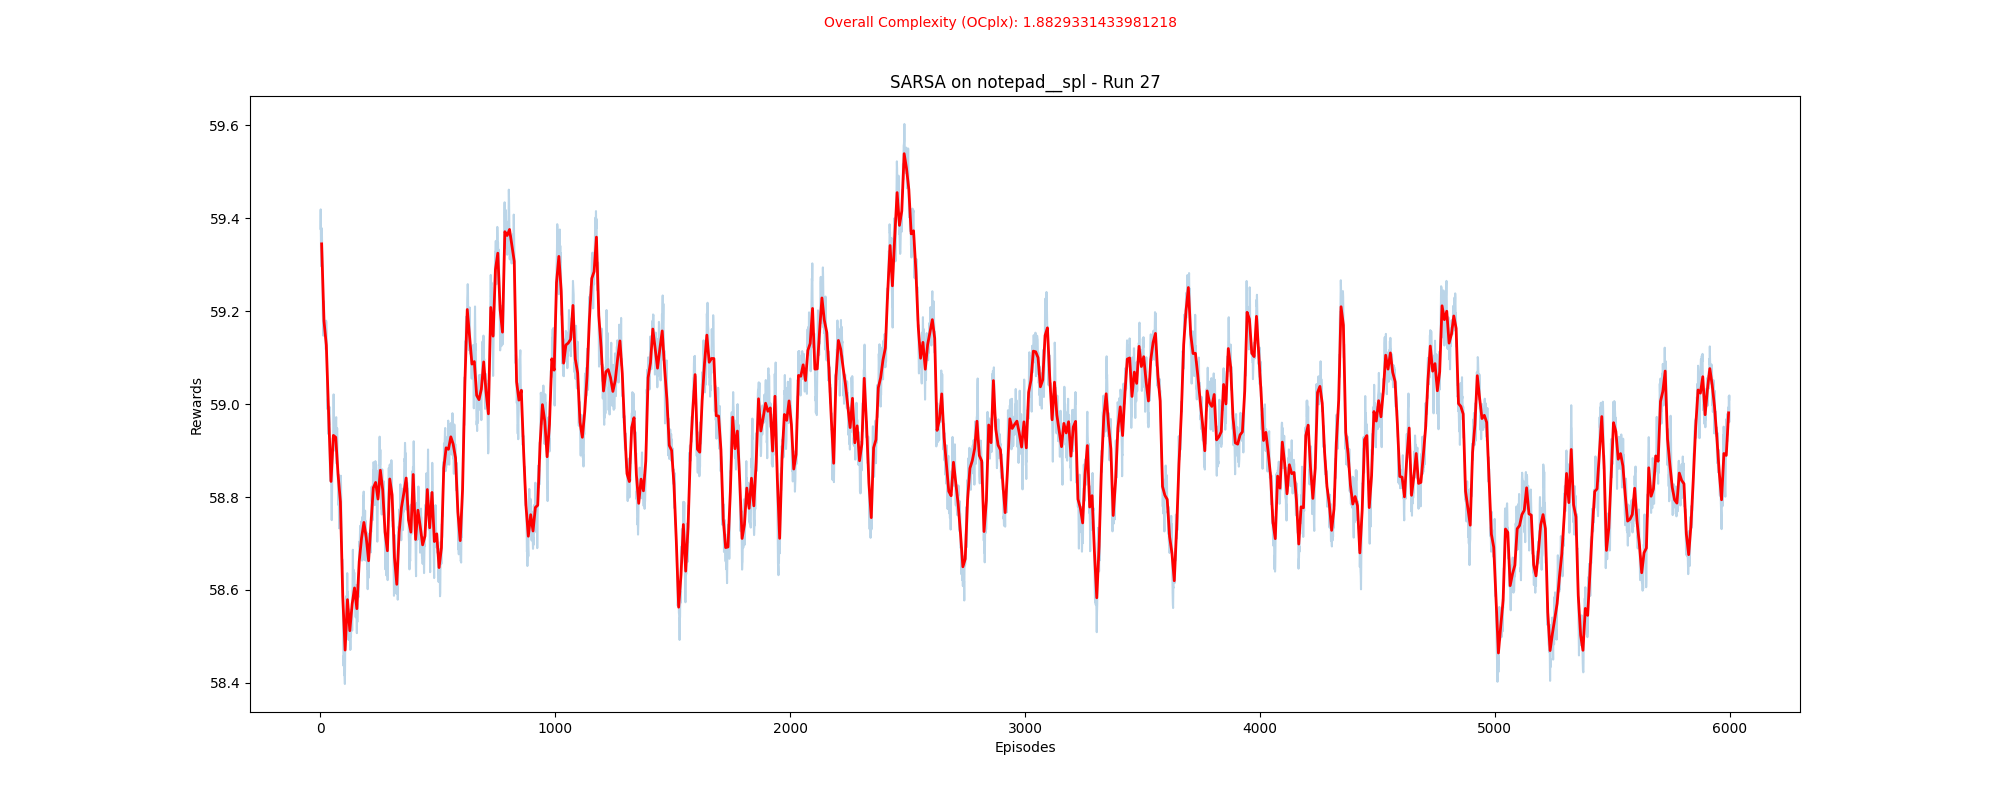 Overall Complexity (OCplx): 1.8829331433981218
SARSA on notepad__spl - Run 27
59.6
59.4
59.2
59.0
58.8
58.6
58.4
Rewards
0 1000 2000 3000 4000 5000 6000
Episodes